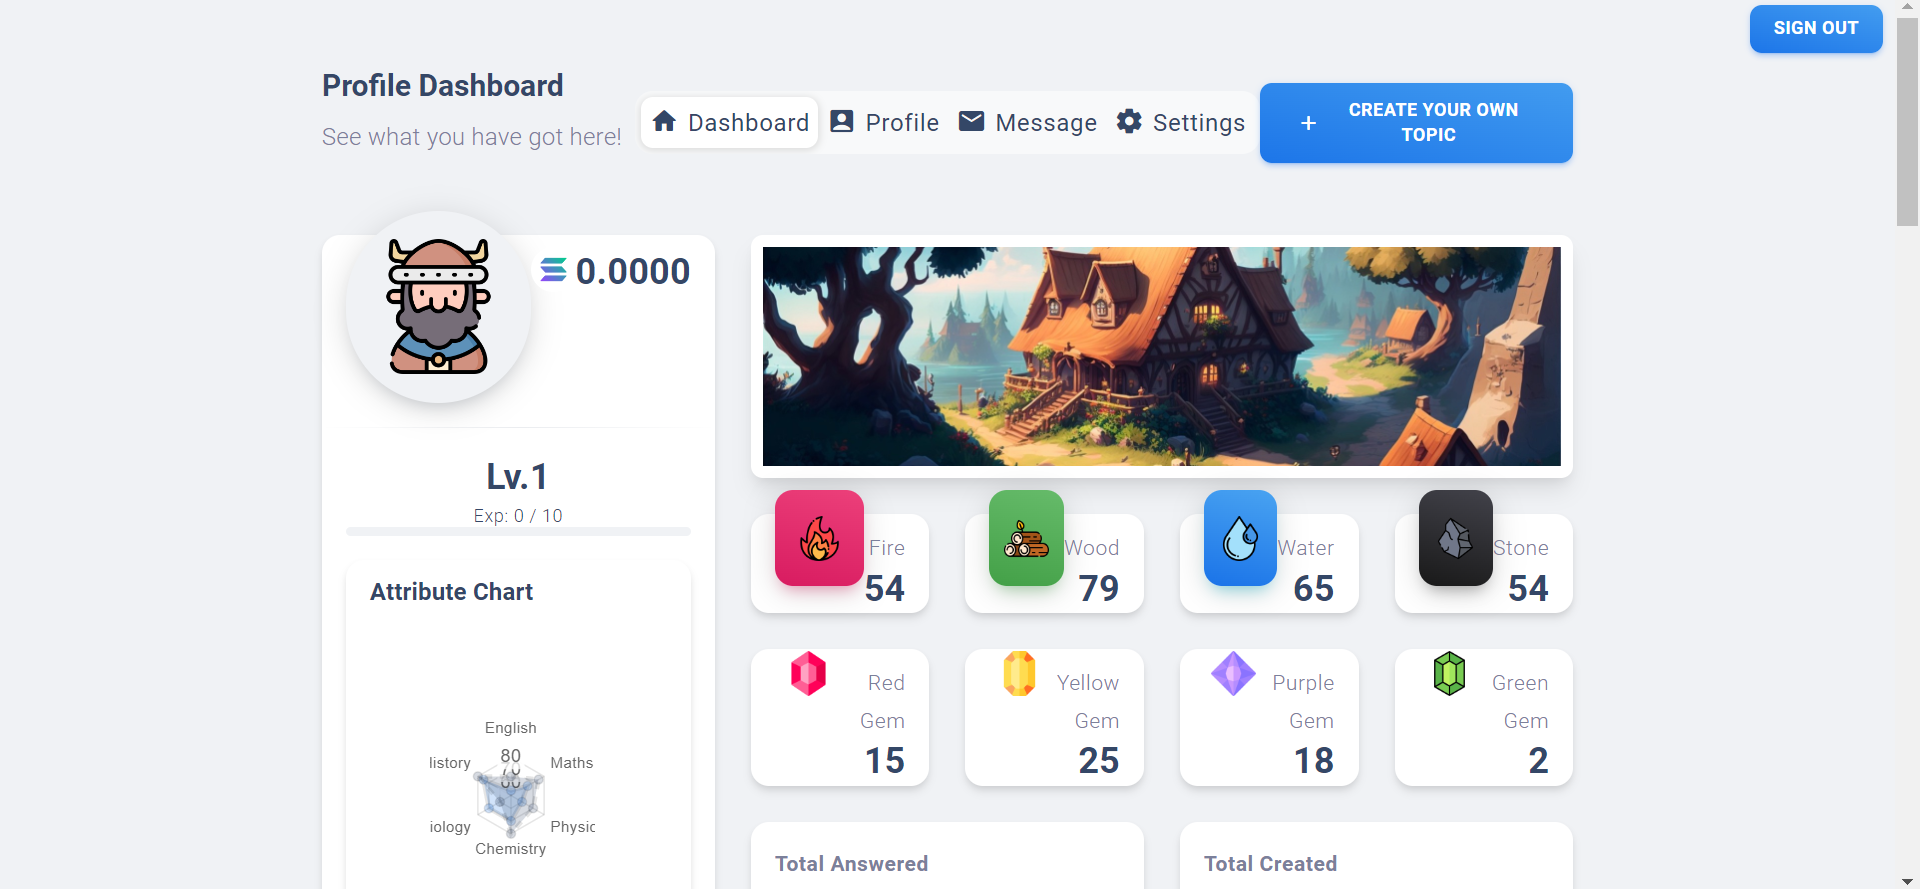 SIGN OUT
Profile Dashboard
See what you have got here!
Dashboard
Profile
Message
Settings
+ CREATE YOUR OWN
TOPIC
0.0000
Lv.1
Exp: 0 / 10
Attribute Chart
English
listory
80
Maths
iology
Physic
Chemistry
Fire
54
Wood
79
Water
65
Stone
54
Red
Gem
15
Yellow
Gem
25
Purple
Gem
18
Green
Gem
2
Total Answered
Total Created